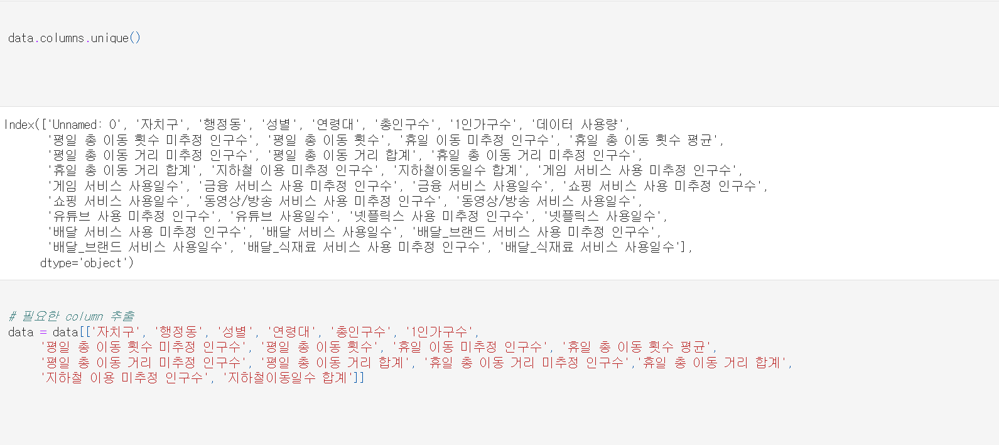 data.columns.unique()
Index(['Unnamed: 0', '자치구', '행정동', '성별', '연령대', '총인구수', '1인가구수', '데이터 사용량',
'평일 총 이동 횟수 미추정 인구수', '평일 총 이동 횟수', '휴일 이동 미추정 인구수', '휴일 총 이동 횟수 평균',
'평일 총 이동 거리 미추정 인구수', '평일 총 이동 거리 합계', '휴일 총 이동 거리 미추정 인구수',
'휴일 총 이동 거리 합계', '지하철 이용 미추정 인구수', '지하철이동일수 합계', '게임 서비스 사용 미추정 인구수',
'게임 서비스 사용일수', '금융 서비스 사용 미추정 인구수', '금융 서비스 사용일수', '쇼핑 서비스 사용 미추정 인구수',
'쇼핑 서비스 사용일수', '동영상/방송 서비스 사용 미추정 인구수', '동영상/방송 서비스 사용일수',
'유튜브 사용 미추정 인구수', '유튜브 사용일수', '넷플릭스 사용 미추정 인구수', '넷플릭스 사용일수',
'배달 서비스 사용 미추정 인구수', '배달 서비스 사용일수', '배달_브랜드 서비스 사용 미추정 인구수',
'배달_브랜드 서비스 사용일수', '배달_식재료 서비스 사용 미추정 인구수', '배달_식재료 서비스 사용일수'],
dtype='object')
# 필요한 column 추출
data = data[['자치구', '행정동', '성별', '연령대', '총인구수', '1인가구수',
'평일 총 이동 횟수 미추정 인구수', '평일 총 이동 횟수', '휴일 이동 미추정 인구수', '휴일 총 이동 횟수 평균',
'평일 총 이동 거리 미추정 인구수', '평일 총 이동 거리 합계', '휴일 총 이동 거리 미추정 인구수','휴일 총 이동 거리 합계',
'지하철 이용 미추정 인구수', '지하철이동일수 합계']]